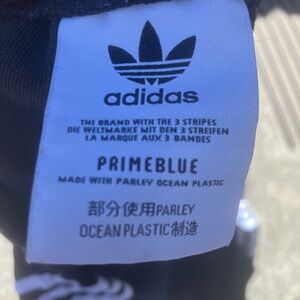 adidas
THE BRAND WITH THE 3 STRIPES
DIE WELTMARKE MIT DEN 3 STREIFEN
LA MARQUE AUX 3 BANDES
PRIMEBLUE
MADE WITH PARLEY OCEAN PLASTIC
部分使用PARLEY
OCEAN PLASTIC制造